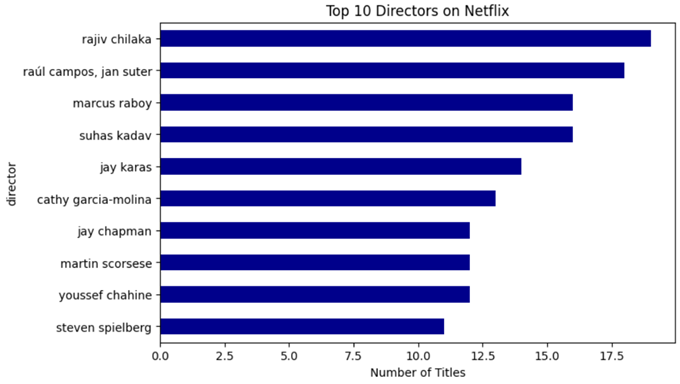 Top 10 Directors on Netflix
rajiv chilaka
raúl campos, jan suter
marcus raboy
suhas kadav
jay karas
cathy garcia-molina
jay chapman
martin scorsese
youssef chahine
steven spielberg
director
0.0 2.5 5.0 7.5 10.0 12.5 15.0 17.5
Number of Titles